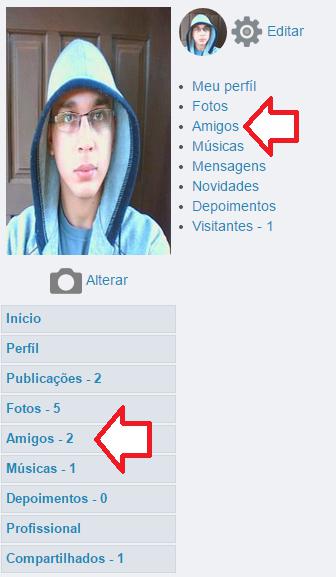 Editar
Meu perfil
Fotos
Amigos
Músicas
Mensagens
Novidades
Depoimentos
Visitantes - 1
Alterar
Início
Perfil
Publicações - 2
Fotos - 5
Amigos - 2
Músicas - 1
Depoimentos - 0
Profissional
Compartilhados - 1